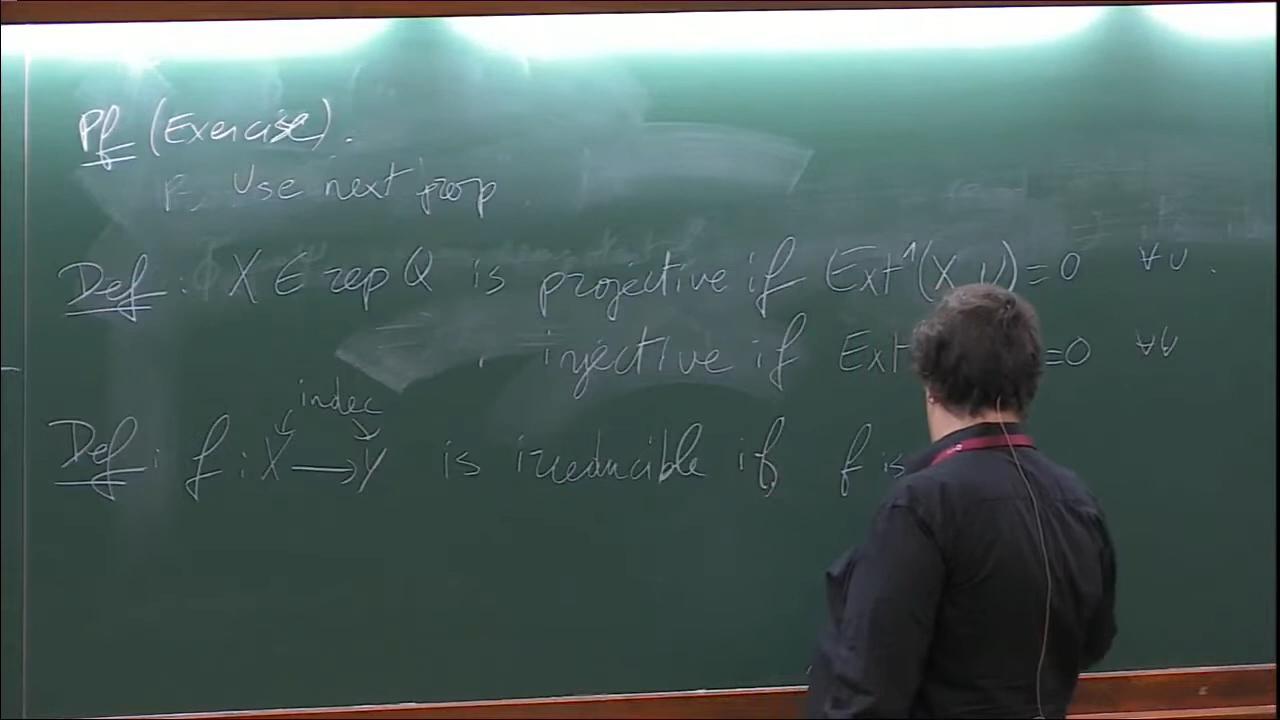 Pf (Exercise).
Use next prop
Def: X ∈ rep Q is projective if Ext¹(X, U)=0 ∀U.
injective if Ext =0 ∀U
indec
Def: f: X ⟶ Y is irreducible if, f is